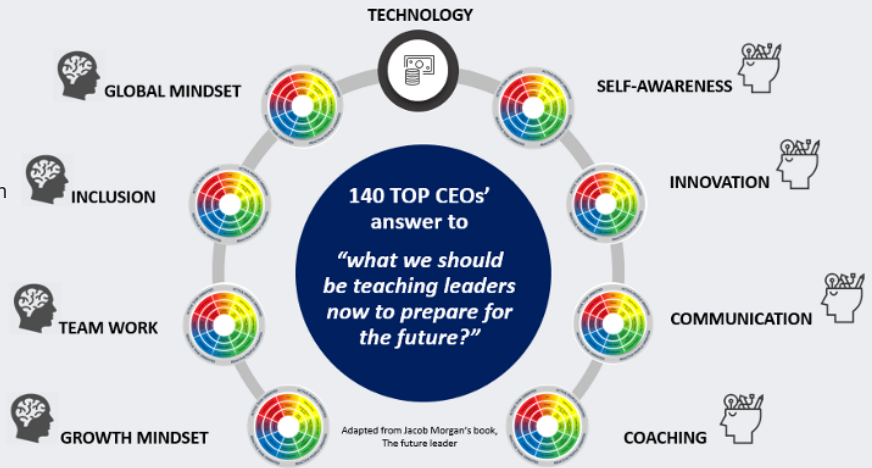 TECHNOLOGY
GLOBAL MINDSET
SELF-AWARENESS
INCLUSION
INNOVATION
140 TOP CEOs'
answer to
"what we should
be teaching leaders
now to prepare for
the future?"
TEAM WORK
COMMUNICATION
GROWTH MINDSET
COACHING
Adapted from Jacob Morgan's book,
The future leader